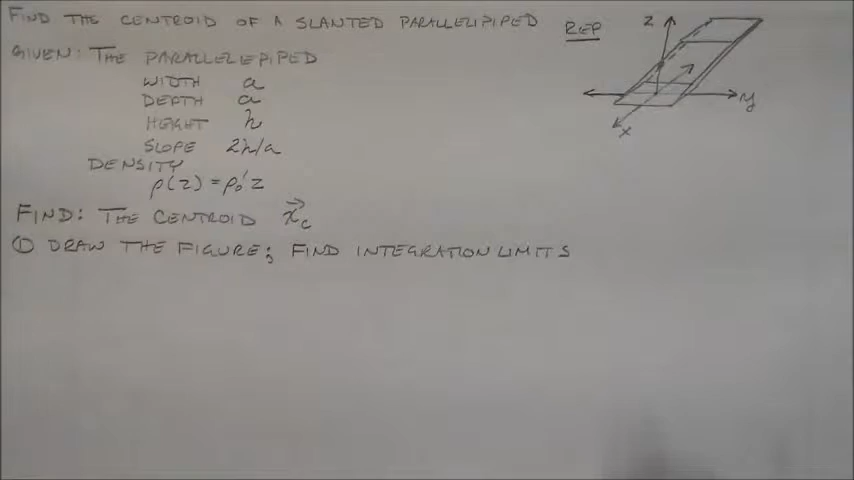 FIND THE CENTROID OF A SLANTED PARALLELIPIPED
REP
GIVEN: THE PARALLELEPIPED
WIDTH a
DEPTH a
HEIGHT h
SLOPE 2h/a
DENSITY
ρ(z) = ρ₀'z
FIND: THE CENTROID x⃗c
① DRAW THE FIGURE; FIND INTEGRATION LIMITS
z
y
x